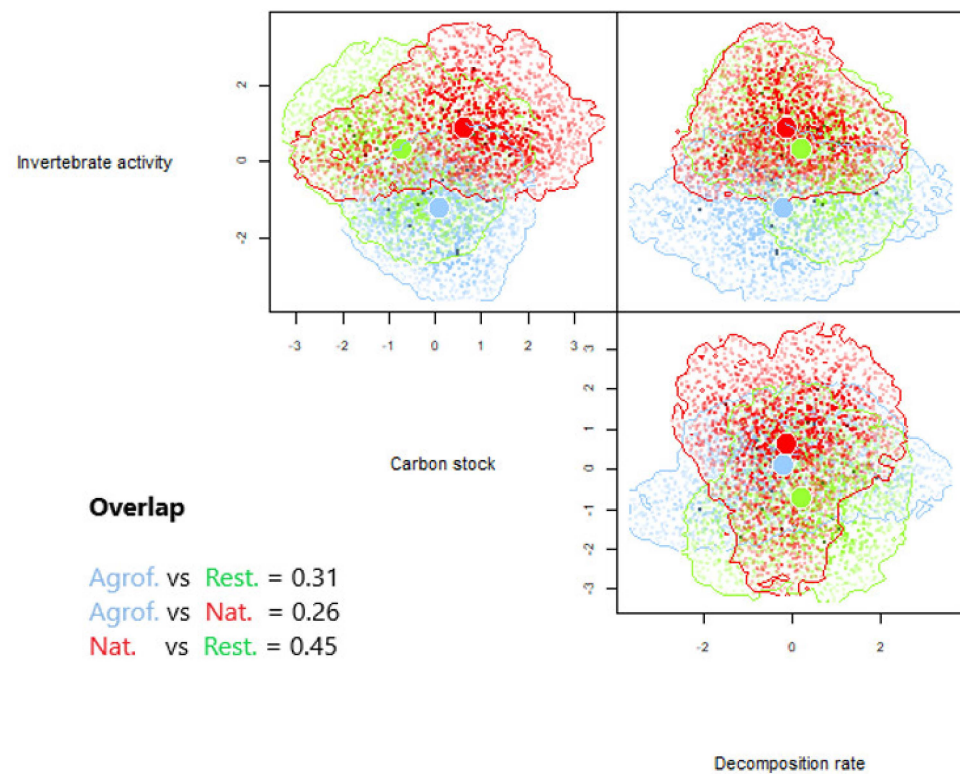 2
Invertebrate activity
0
-2
-3 -2 -1 0 1 2 3
3
2
1
Carbon stock
0
-1
-2
-3
Overlap
Agrof. vs Rest. = 0.31
Agrof. vs Nat. = 0.26
Nat. vs Rest. = 0.45
-2 0 2
Decomposition rate